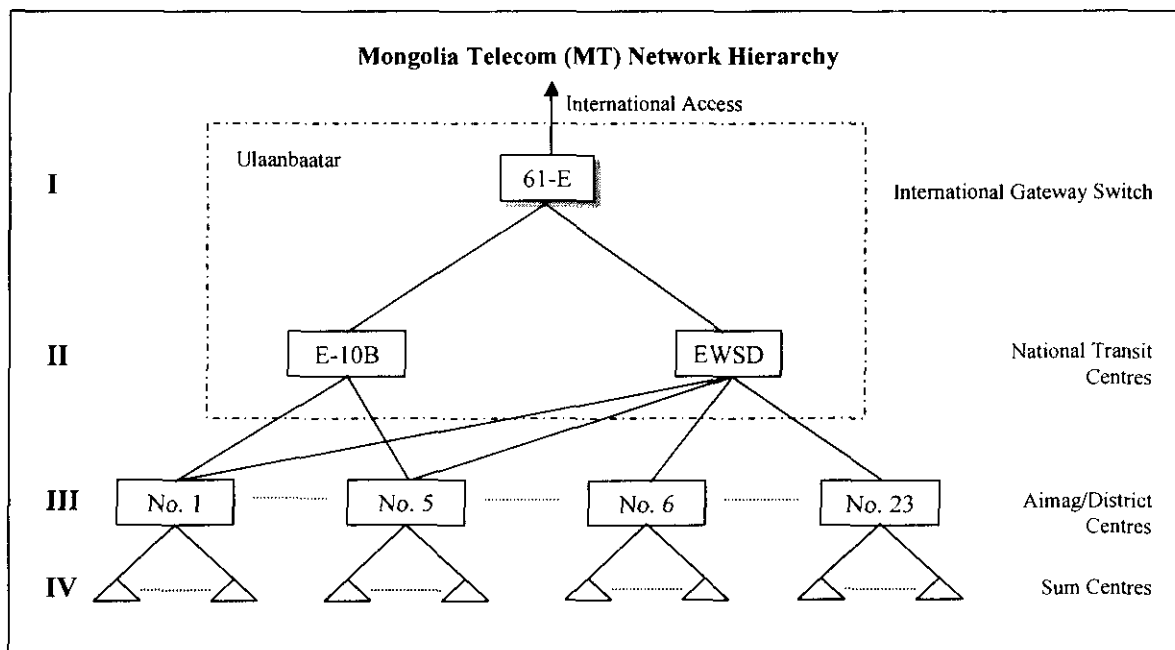 Mongolia Telecom (MT) Network Hierarchy
International Access
Ulaanbaatar
I
61-E
International Gateway Switch
II
E-10B
EWSD
National Transit
Centres
III
No. 1
No. 5
No. 6
No. 23
Aimag/District
Centres
IV
Sum Centres